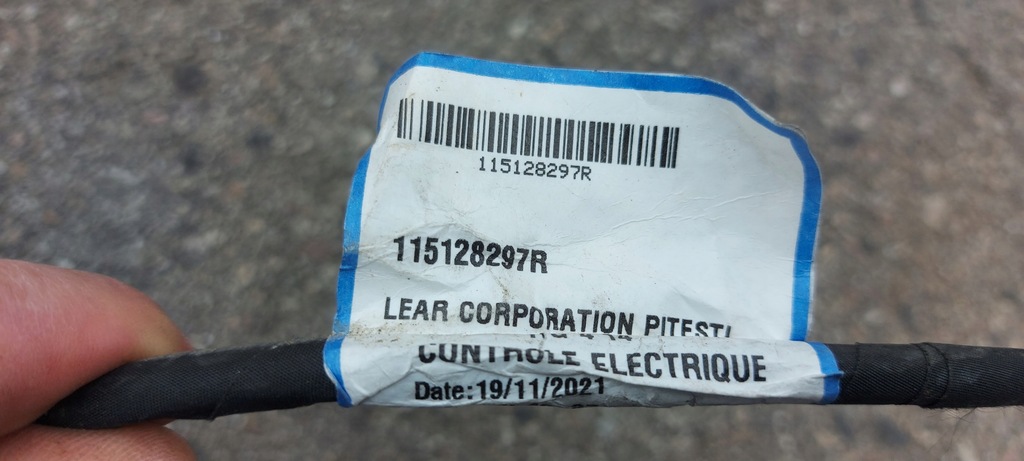 115128297R
115128297R
LEAR CORPORATION PITESTI
CONTROLE ELECTRIQUE
Date:19/11/2021